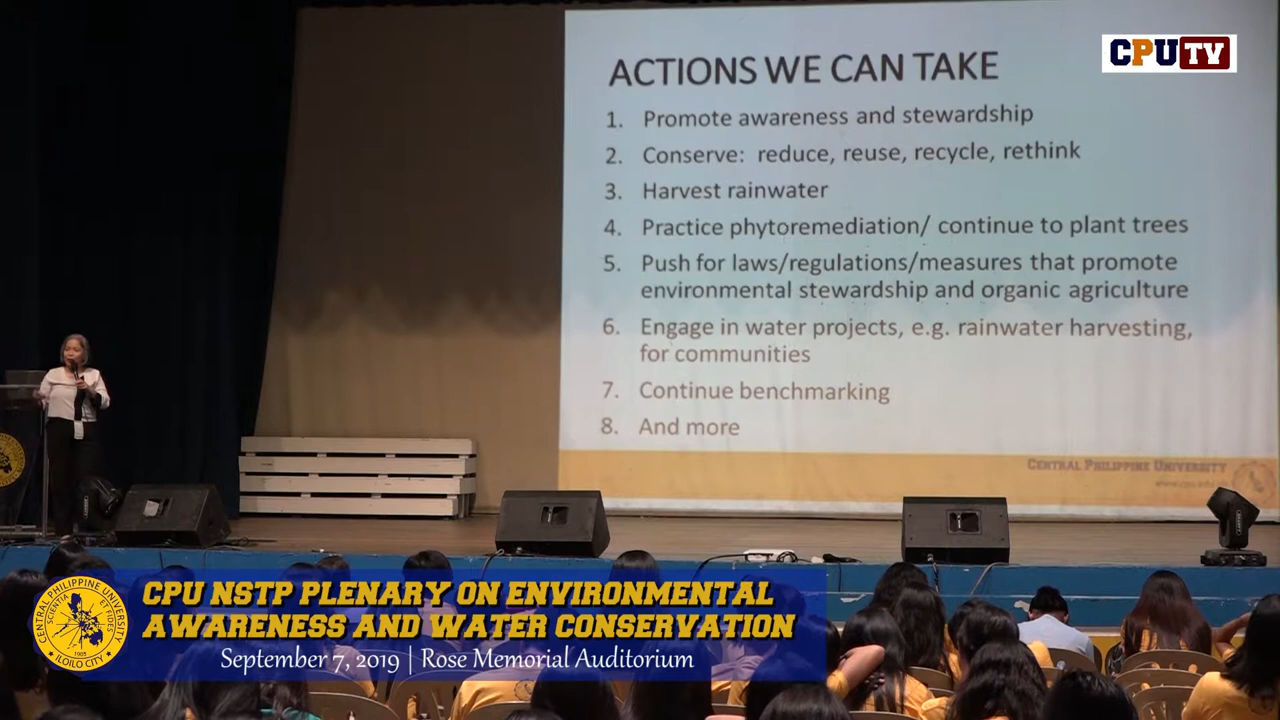 CPUTV
ACTIONS WE CAN TAKE
1. Promote awareness and stewardship
2. Conserve: reduce, reuse, recycle, rethink
3. Harvest rainwater
4. Practice phytoremediation/ continue to plant trees
5. Push for laws/regulations/measures that promote
environmental stewardship and organic agriculture
6. Engage in water projects, e.g. rainwater harvesting,
for communities
7. Continue benchmarking
8. And more
CENTRAL PHILIPPINE UNIVERSITY
CENTRAL PHILIPPINE UNIVERSITY
SCIENTIA ET FIDES
1905
ILOILO CITY
CPU NSTP PLENARY ON ENVIRONMENTAL
AWARENESS AND WATER CONSERVATION
September 7, 2019 | Rose Memorial Auditorium